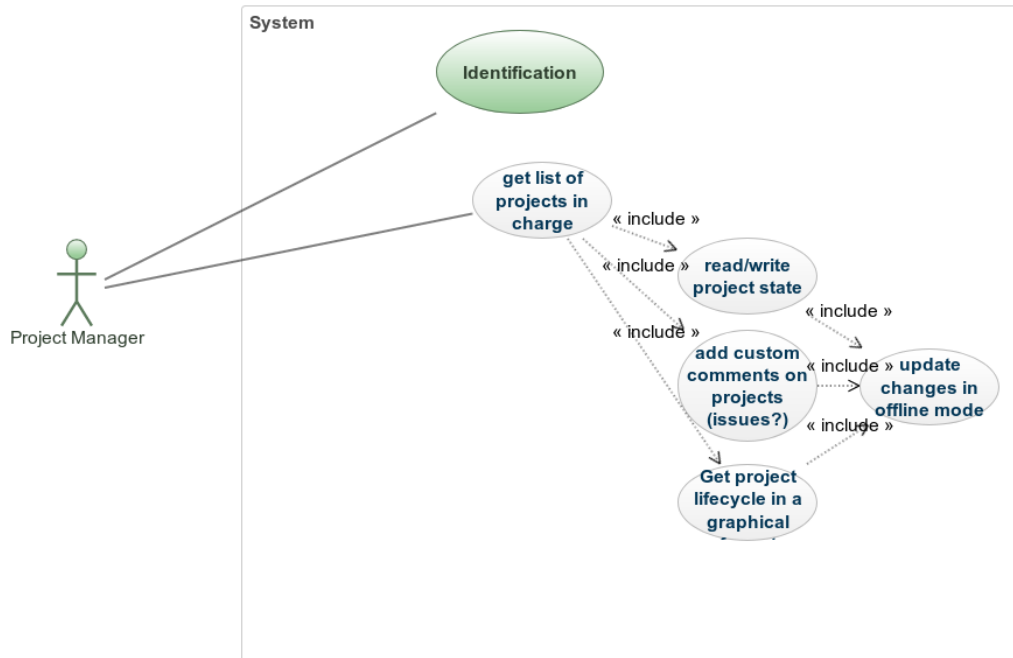 System
Identification
get list of
projects in
charge
« include »
« include »
read/write
project state
Project Manager
« include »
« include »
add custom
comments on
projects
(issues?)
« include »
update
changes in
offline mode
« include »
Get project
lifecycle in a
graphical